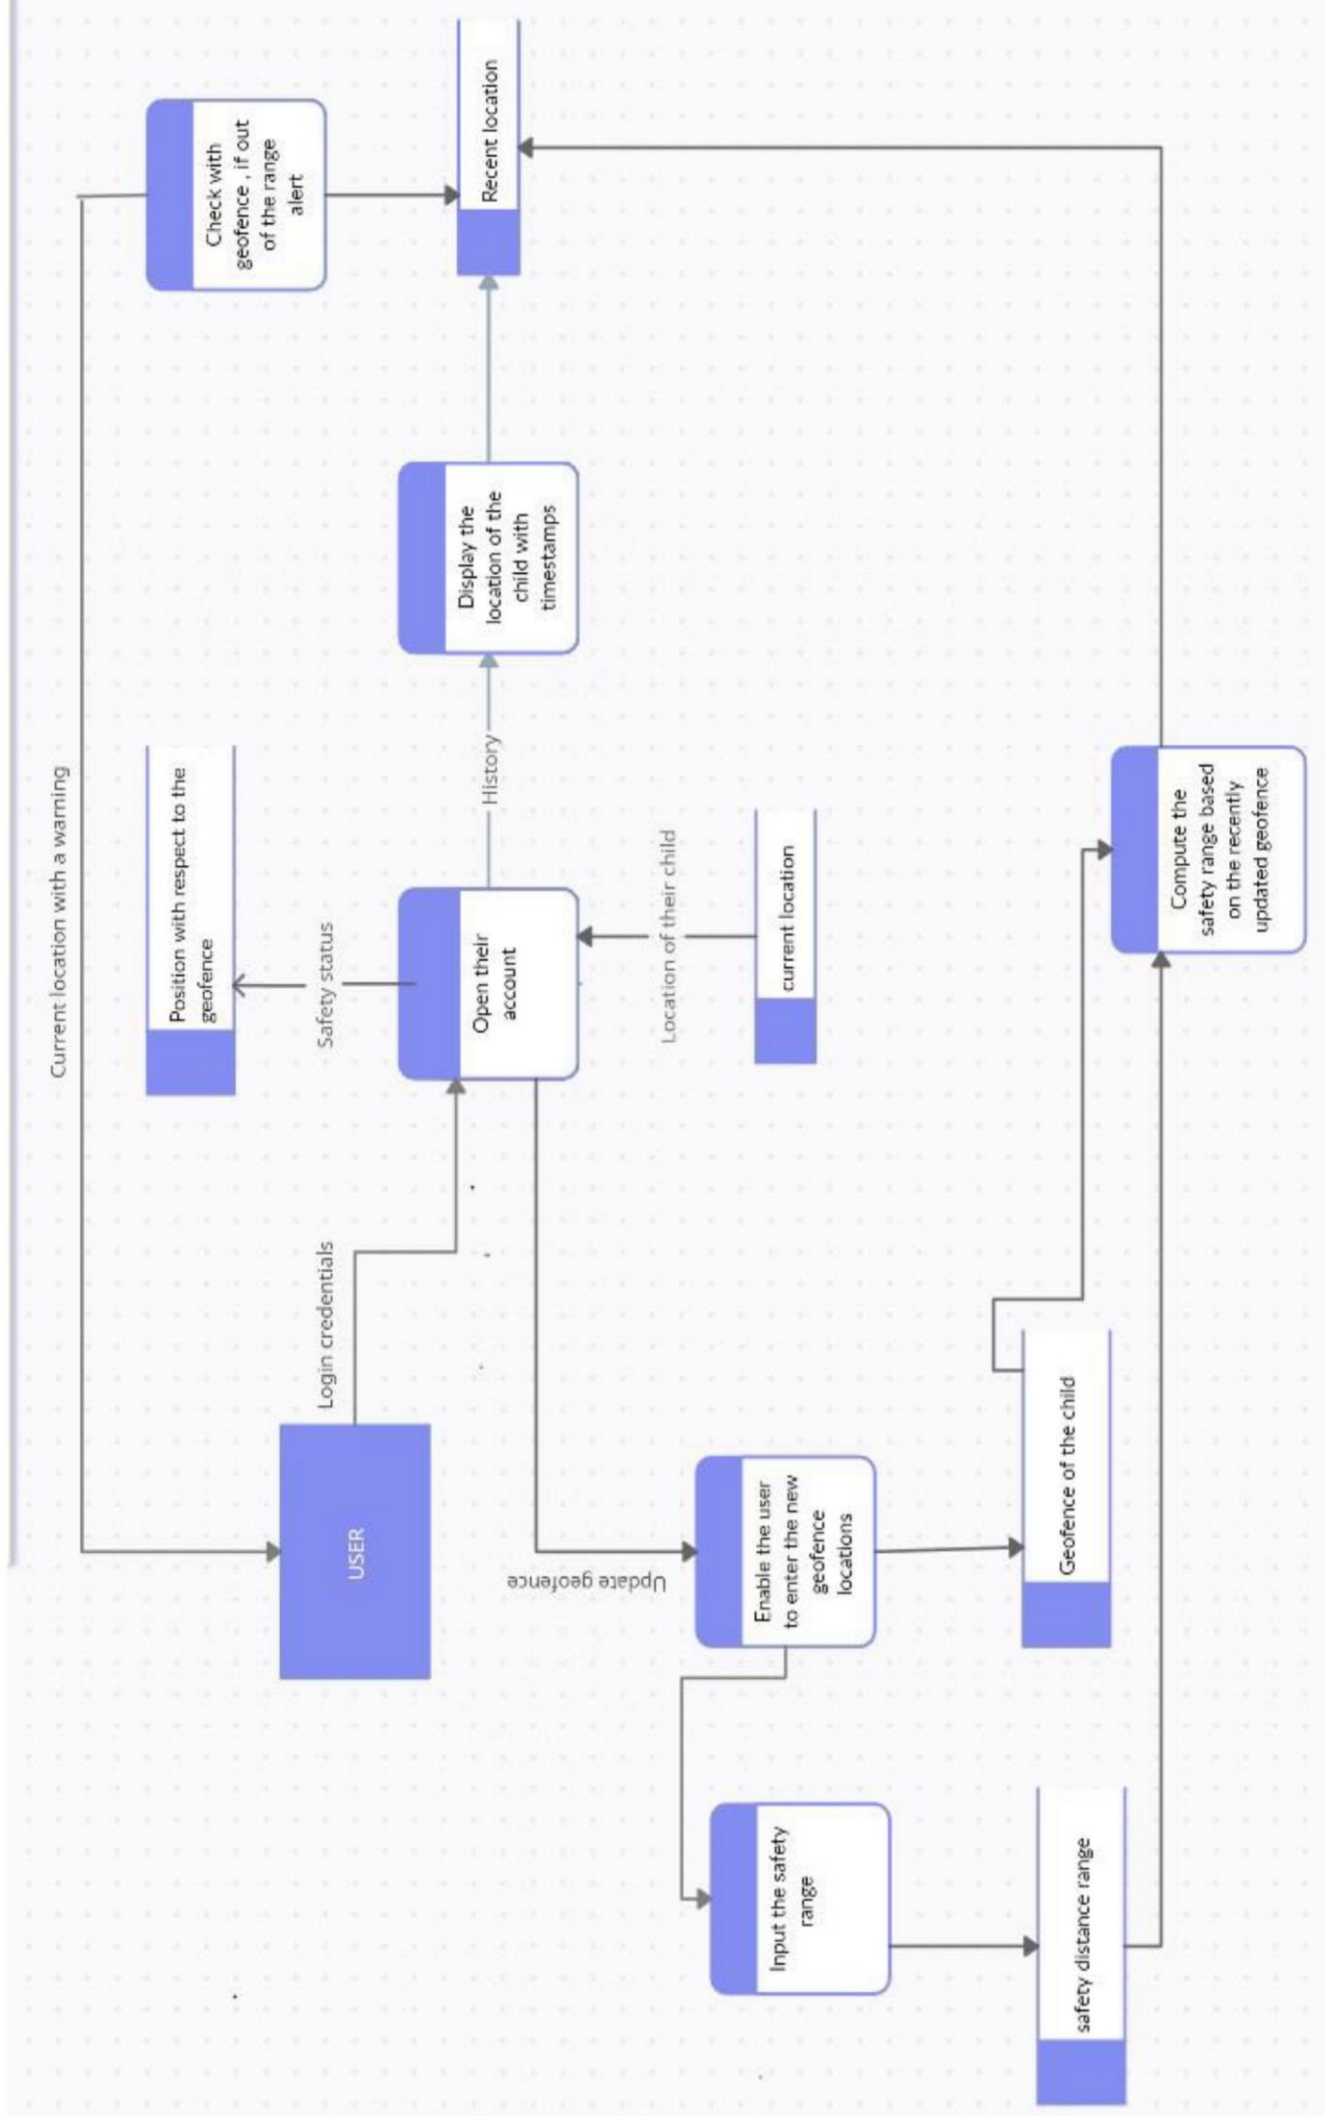 Current location with a warning
Position with respect to the
geofence
Check with
geofence , if out
of the range
alert
Login credentials
Safety status
USER
Open their
account
History
Display the
location of the
child with
timestamps
Recent location
Update geofence
Location of their child
current location
Enable the user
to enter the new
geofence
locations
Input the safety
range
Geofence of the child
safety distance range
Compute the
safety range based
on the recently
updated geofence